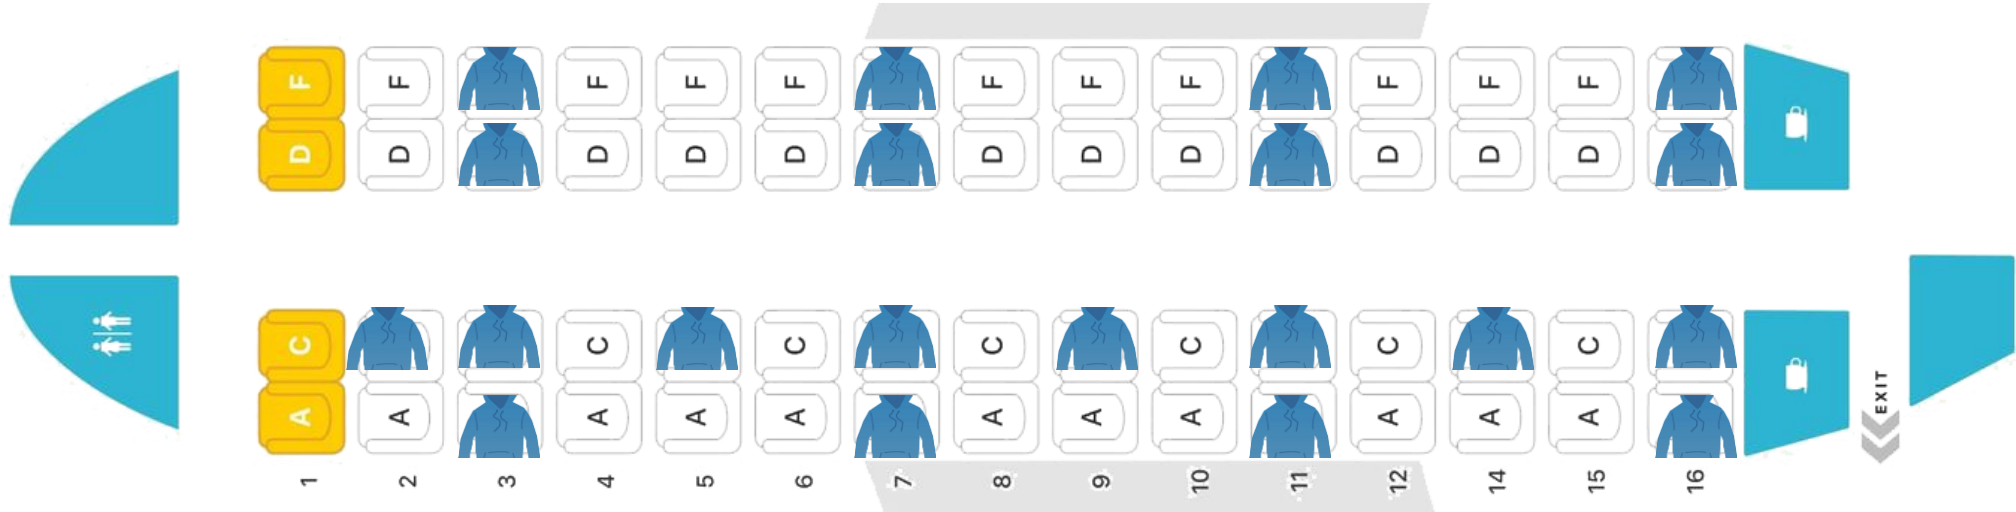 F F F F F F F F F F F
D D D D D D D D D D D
C C C C C C C
A A A A A A A A A A A
1 2 3 4 5 6 7 8 9 10 11 12 14 15 16
EXIT